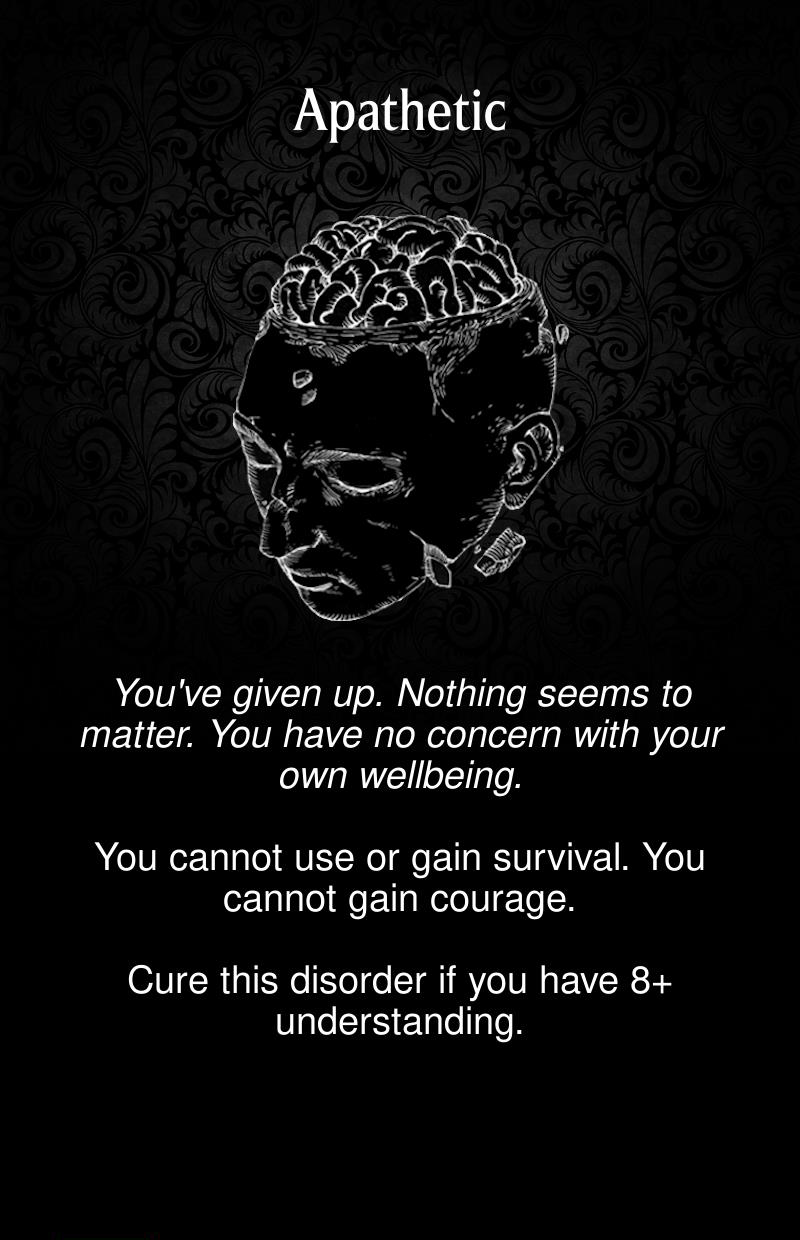 Apathetic
You've given up. Nothing seems to
matter. You have no concern with your
own wellbeing.
You cannot use or gain survival. You
cannot gain courage.
Cure this disorder if you have 8+
understanding.